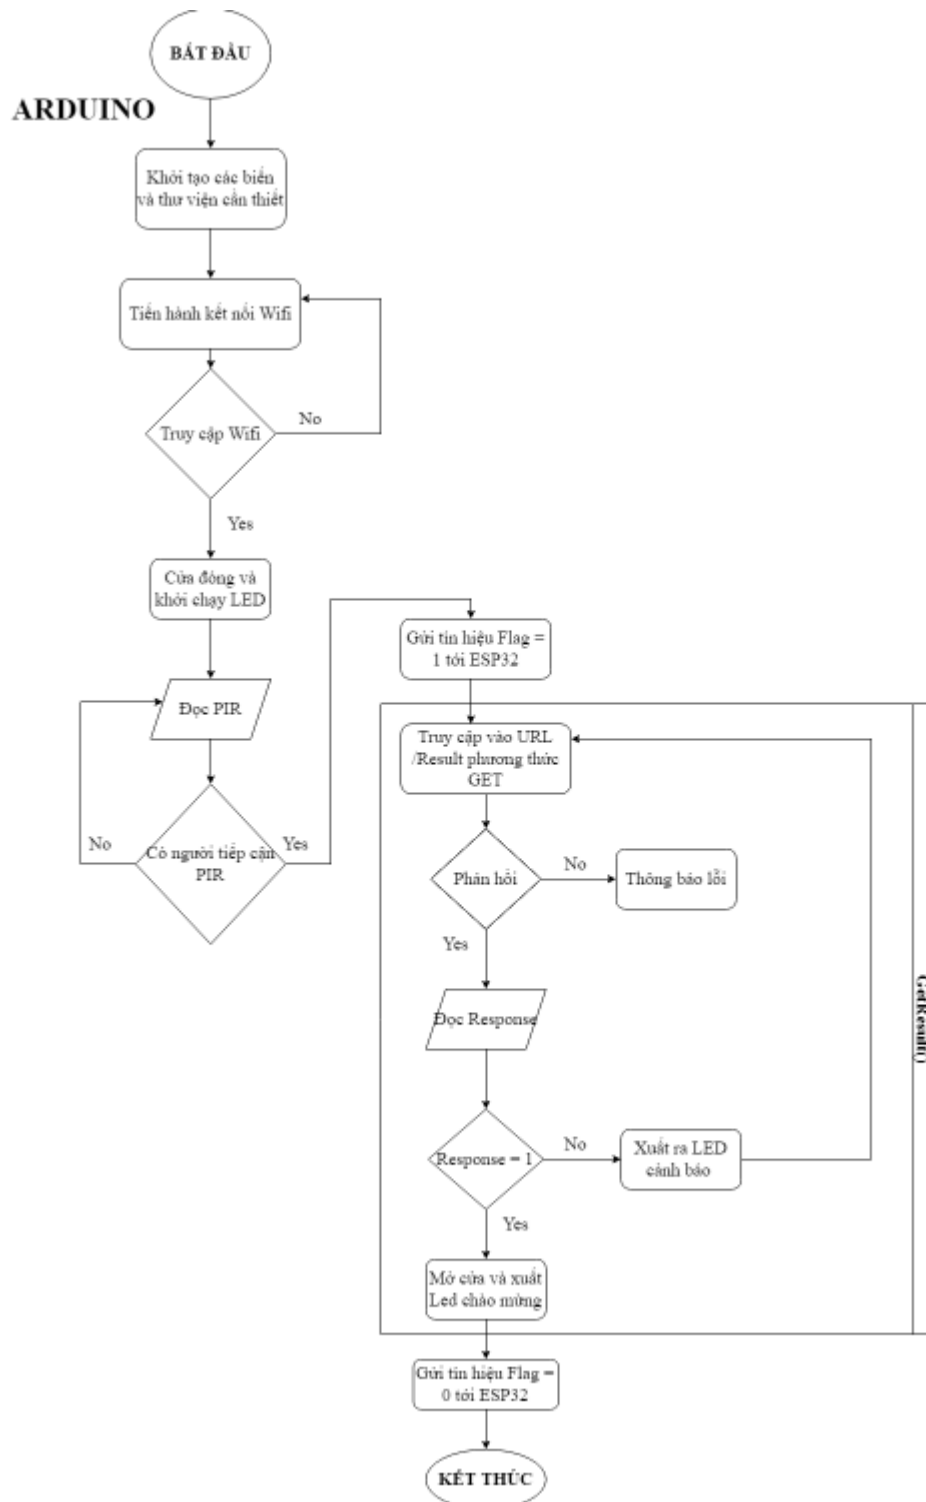 BẮT ĐẦU
ARDUINO
Khởi tạo các biến
và thư viện cần thiết
Tiến hành kết nối Wifi
No
Truy cập Wifi
Yes
Cửa đóng và
khởi chạy LED
Đọc PIR
No
Có người tiếp cận
PIR
Yes
Gửi tín hiệu Flag =
1 tới ESP32
Truy cập vào URL
/Result phương thức
GET
Phản hồi
No
Thông báo lỗi
Yes
Đọc Response
Response = 1
No
Xuất ra LED
cảnh báo
Yes
Mở cửa và xuất
Led chào mừng
GetResult()
Gửi tín hiệu Flag =
0 tới ESP32
KẾT THÚC